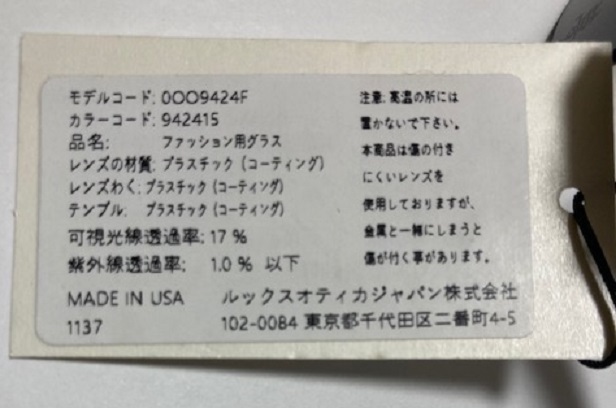 モデルコード: 0OO9424F
カラーコード: 942415
品名: ファッション用グラス
レンズの材質: プラスチック (コーティング)
レンズわく: プラスチック (コーティング)
テンプル: プラスチック (コーティング)
可視光線透過率: 17 %
紫外線透過率: 1.0 % 以下
MADE IN USA ルックスオティカジャパン株式会社
1137 102-0084 東京都千代田区二番町4-5
注意: 高温の所には
置かないで下さい。
本商品は傷の付き
にくいレンズを
使用しておりますが、
金属と一緒にしまうと
傷が付く事があります。